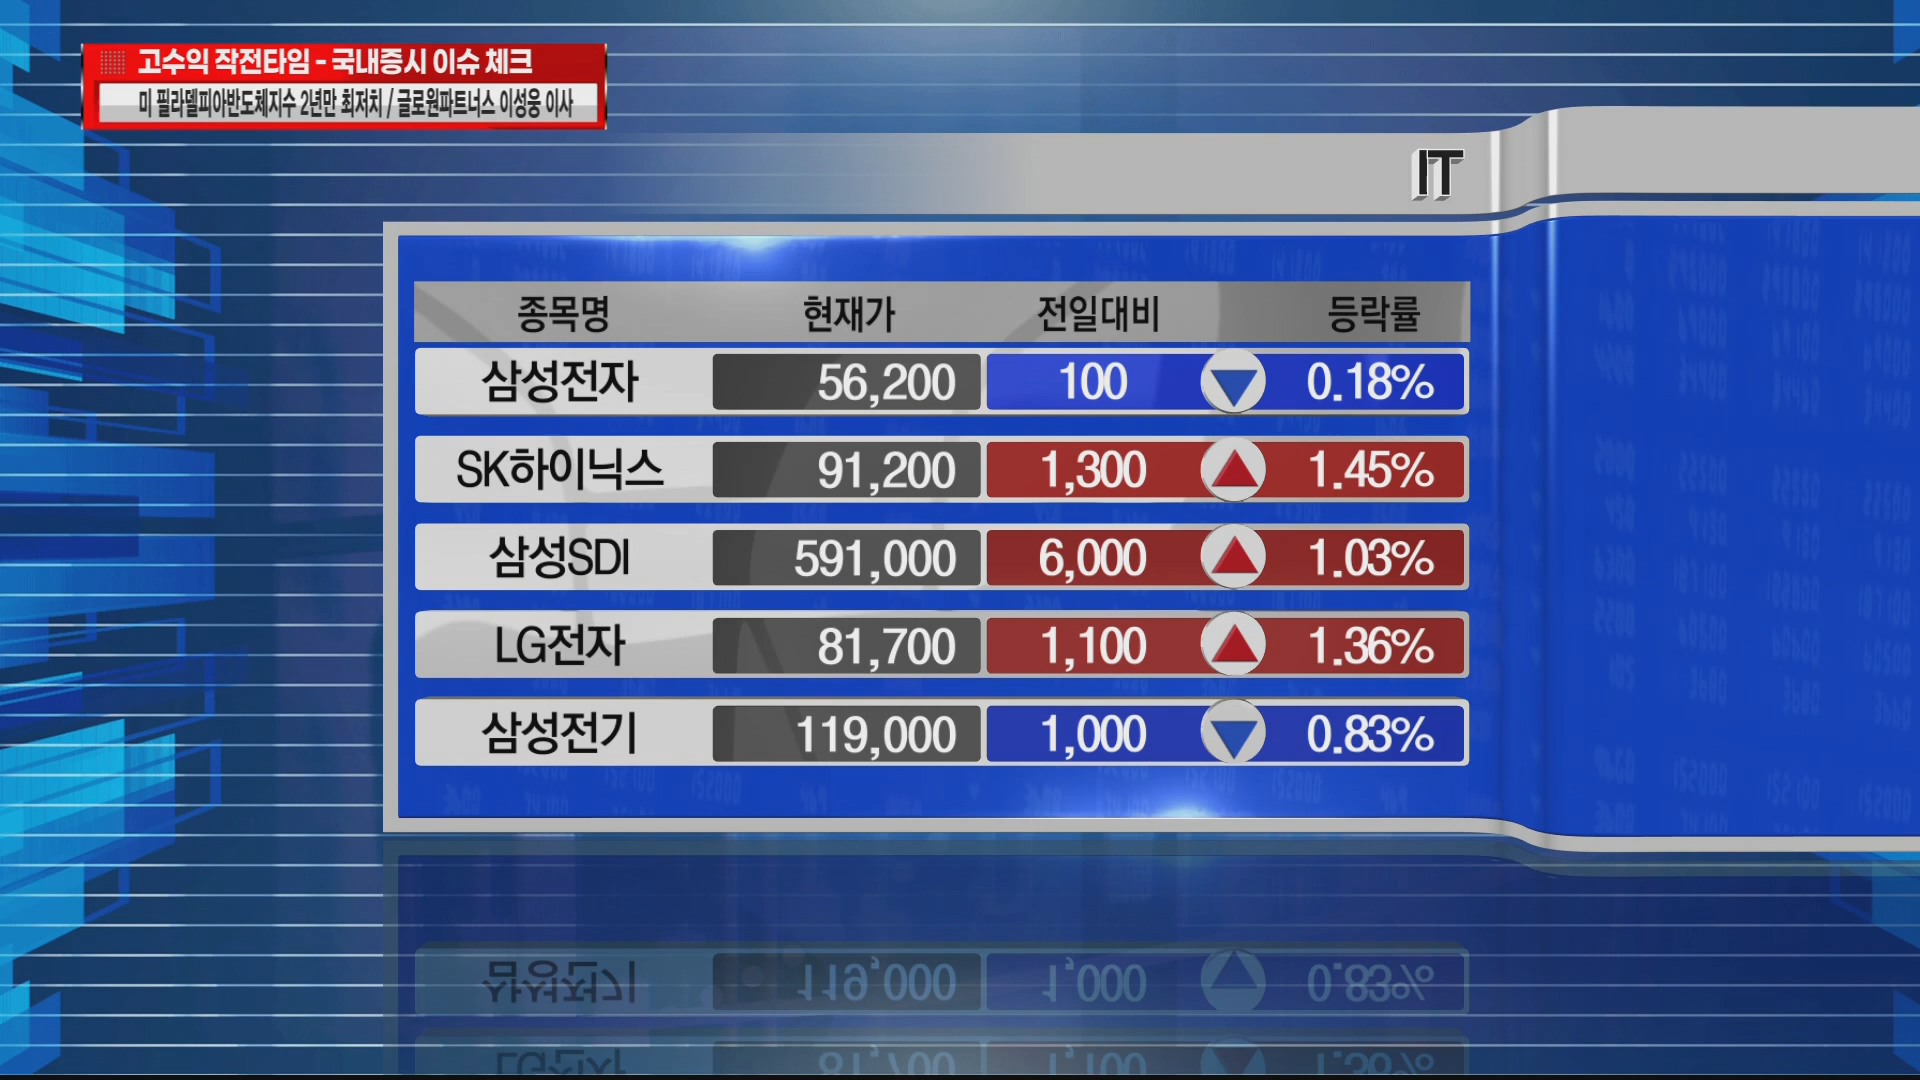 고수익 작전타임 - 국내증시 이슈 체크
미 필라델피아반도체지수 2년만 최저치 / 글로원파트너스 이성웅 이사
IT
종목명 현재가 전일대비 등락률
삼성전자 56,200 100 ▼ 0.18%
SK하이닉스 91,200 1,300 ▲ 1.45%
삼성SDI 591,000 6,000 ▲ 1.03%
LG전자 81,700 1,100 ▲ 1.36%
삼성전기 119,000 1,000 ▼ 0.83%